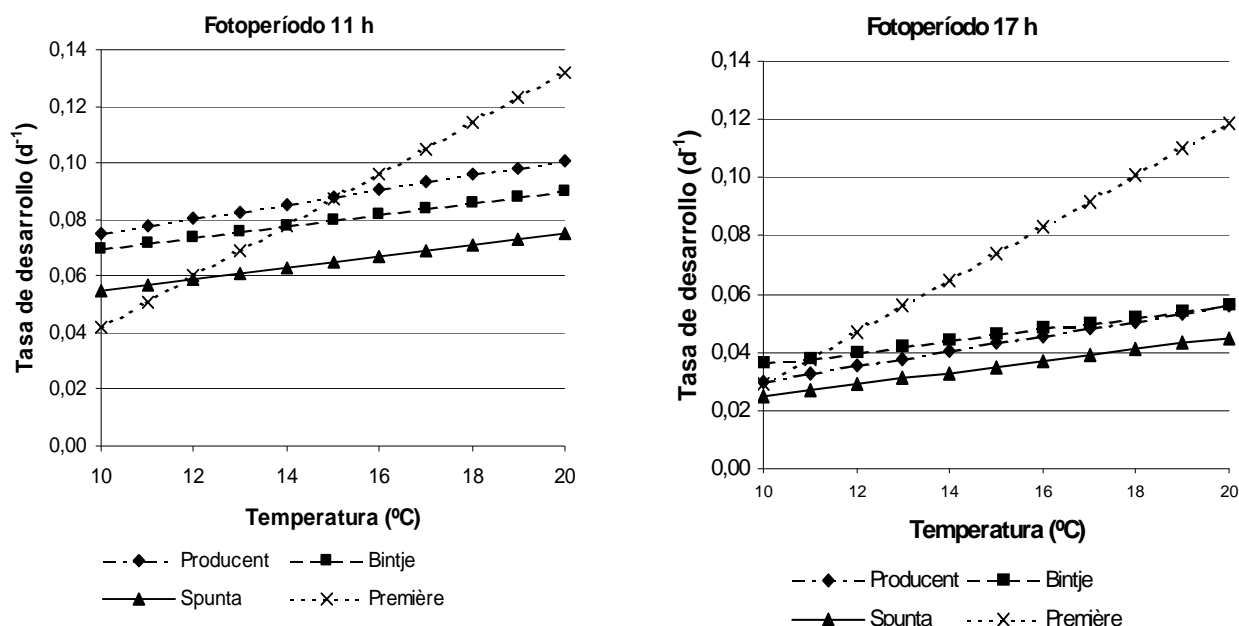 Fotoperíodo 11 h
Tasa de desarrollo (d⁻¹)
0,14
0,12
0,10
0,08
0,06
0,04
0,02
0,00
10 12 14 16 18 20
Temperatura (ºC)
Producent Bintje
Spunta Première
Fotoperíodo 17 h
Tasa de desarrollo (d⁻¹)
0,14
0,12
0,10
0,08
0,06
0,04
0,02
0,00
10 12 14 16 18 20
Temperatura (ºC)
Producent Bintje
Spunta Première